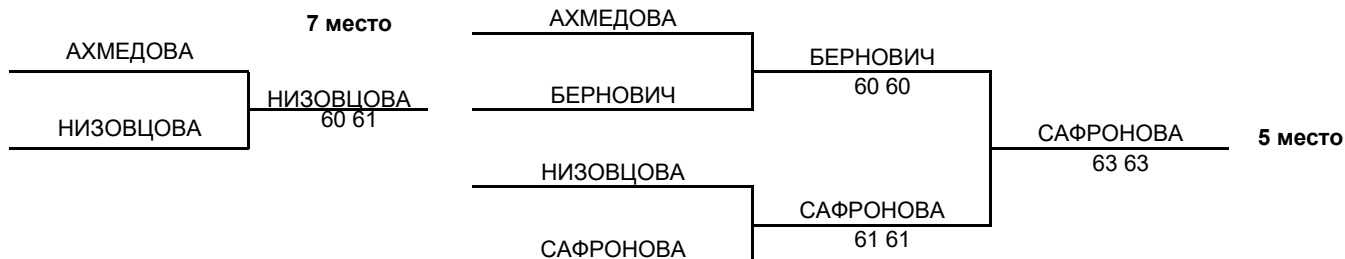 7 место
АХМЕДОВА
НИЗОВЦОВА
НИЗОВЦОВА
60 61
АХМЕДОВА
БЕРНОВИЧ
БЕРНОВИЧ
60 60
НИЗОВЦОВА
САФРОНОВА
САФРОНОВА
61 61
САФРОНОВА
63 63
5 место